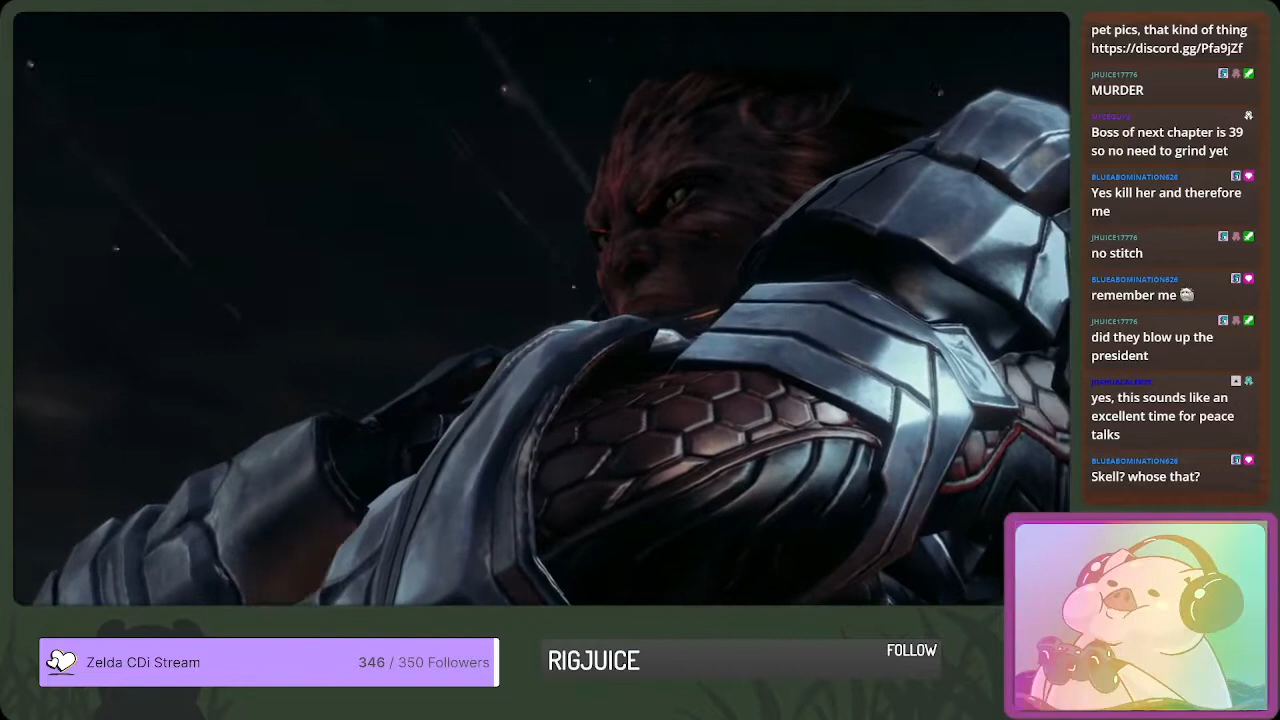 pet pics, that kind of thing
https://discord.gg/Pfa9jZf
JHUICE17776
MURDER
Boss of next chapter is 39
so no need to grind yet
BLUEABOMINATION626
Yes kill her and therefore
me
JHUICE17776
no stitch
BLUEABOMINATION626
remember me
JHUICE17776
did they blow up the
president
yes, this sounds like an
excellent time for peace
talks
BLUEABOMINATION626
Skell? whose that?
Zelda CDi Stream
346 / 350 Followers
RIGJUICE
FOLLOW